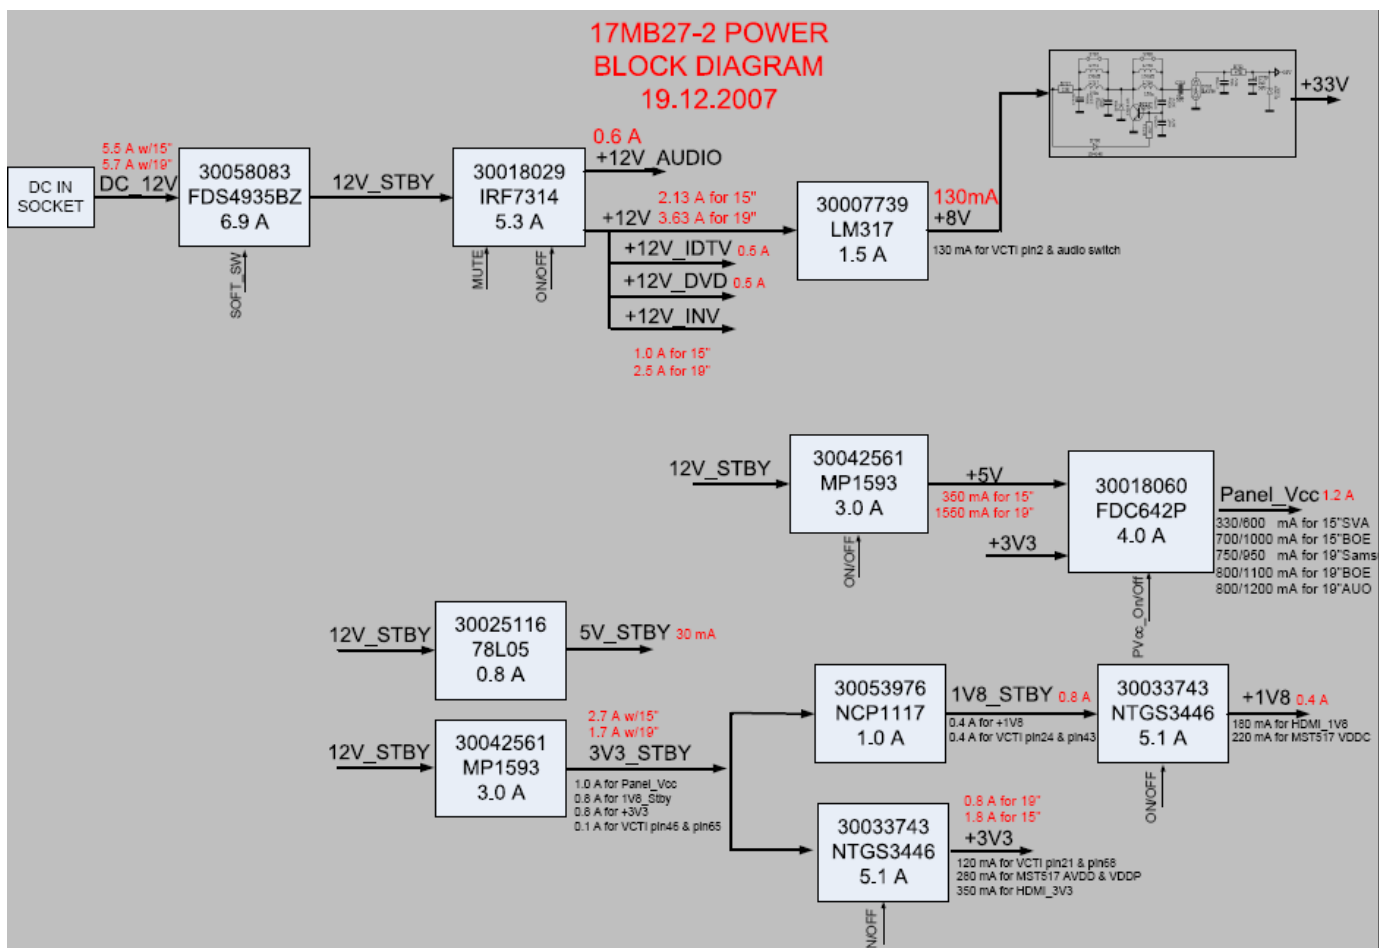 17MB27-2 POWER
BLOCK DIAGRAM
19.12.2007
+33V
5.5 A w/15"
5.7 A w/19"
DC IN
SOCKET
DC_12V
30058083
FDS4935BZ
6.9 A
SOFT_SW
12V_STBY
30018029
IRF7314
5.3 A
MUTE
ON/OFF
0.6 A
+12V_AUDIO
2.13 A for 15"
+12V 3.63 A for 19"
+12V_IDTV 0.5 A
+12V_DVD 0.5 A
+12V_INV
1.0 A for 15"
2.5 A for 19"
30007739
LM317
1.5 A
130mA
+8V
130 mA for VCTI pin2 & audio switch
12V_STBY
30042561
MP1593
3.0 A
ON/OFF
+5V
350 mA for 15"
1550 mA for 19"
+3V3
30018060
FDC642P
4.0 A
PVcc_On/Off
Panel_Vcc 1.2 A
330/600 mA for 15"SVA
700/1000 mA for 15"BOE
750/950 mA for 19"Sams
800/1100 mA for 19"BOE
800/1200 mA for 19"AUO
12V_STBY
30025116
78L05
0.8 A
5V_STBY 30 mA
12V_STBY
30042561
MP1593
3.0 A
2.7 A w/15"
1.7 A w/19"
3V3_STBY
1.0 A for Panel_Vcc
0.8 A for 1V8_Stby
0.8 A for +3V3
0.1 A for VCTI pin46 & pin65
30053976
NCP1117
1.0 A
1V8_STBY 0.8 A
0.4 A for +1V8
0.4 A for VCTI pin24 & pin43
30033743
NTGS3446
5.1 A
ON/OFF
+1V8 0.4 A
180 mA for HDMI_1V8
220 mA for MST517 VDDC
30033743
NTGS3446
5.1 A
N/OFF
0.8 A for 19"
1.8 A for 15"
+3V3
120 mA for VCTI pin21 & pin68
280 mA for MST517 AVDD & VDDP
350 mA for HDMI_3V3